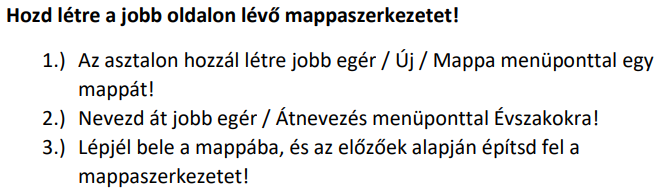 Hozd létre a jobb oldalon lévő mappaszerkezetet!
1.) Az asztalon hozzál létre jobb egér / Új / Mappa menüponttal egy
mappát!
2.) Nevezd át jobb egér / Átnevezés menüponttal Évszakokra!
3.) Lépjél bele a mappába, és az előzőek alapján építsd fel a
mappaszerkezetet!